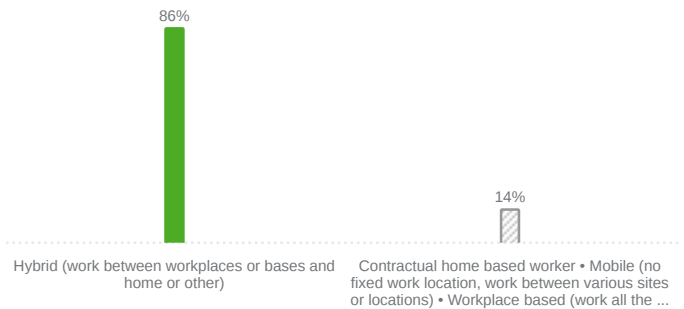 86%
14%
Hybrid (work between workplaces or bases and
home or other)
Contractual home based worker • Mobile (no
fixed work location, work between various sites
or locations) • Workplace based (work all the ...